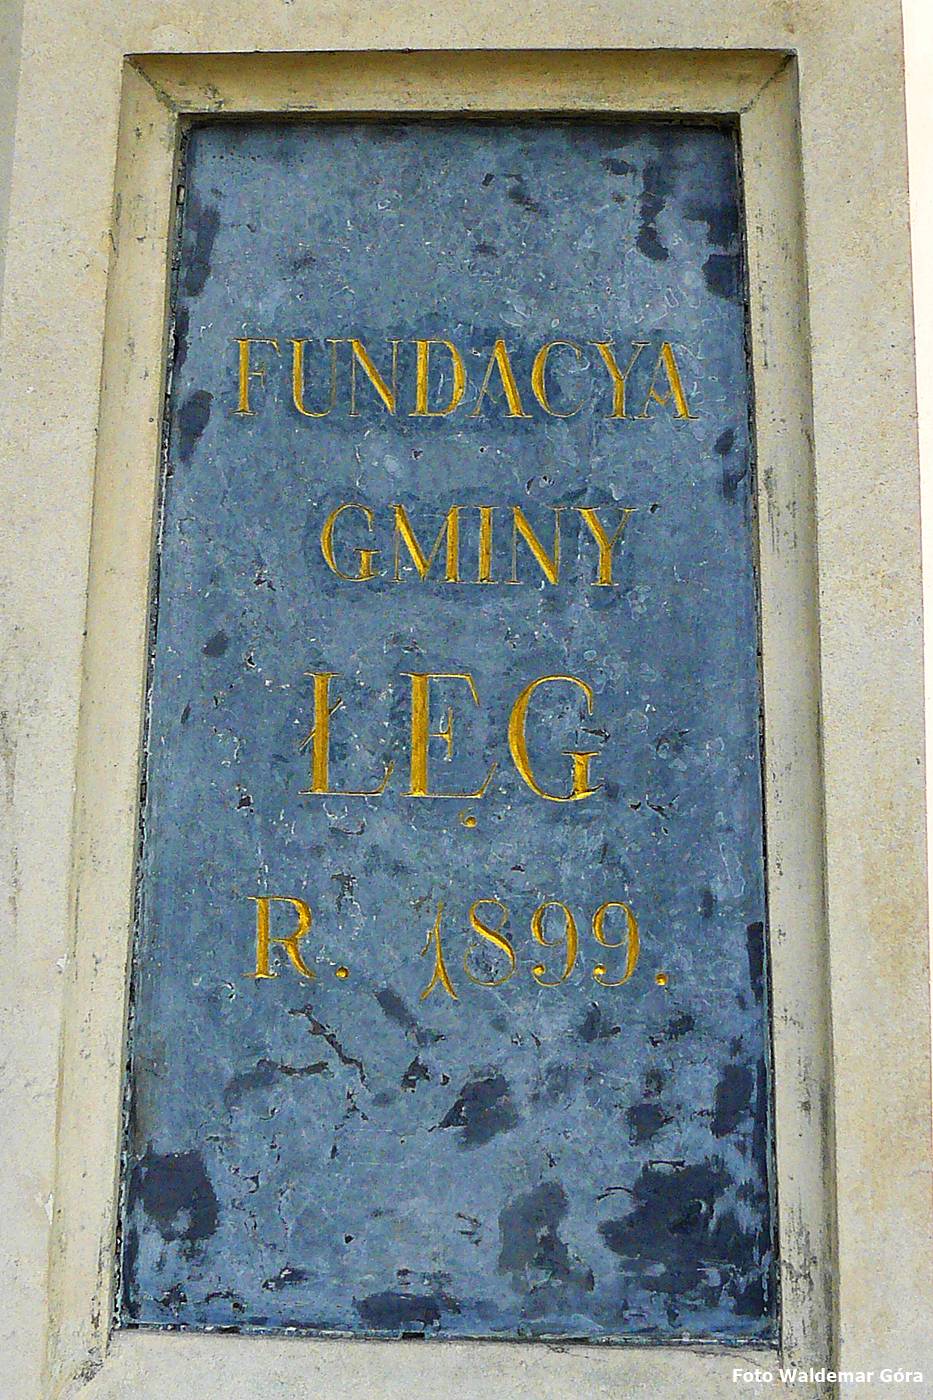 FUNDACYA
GMINY
ŁĘG
R. 1899.
Foto Waldemar Góra